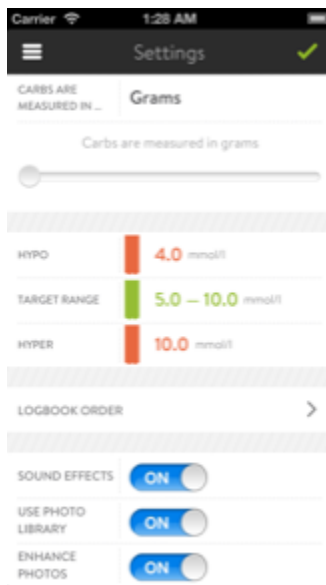 Carrier 1:28 AM
Settings
CARBS ARE
MEASURED IN ...
Grams
Carbs are measured in grams
HYPO 4.0 mmol/l
TARGET RANGE 5.0 – 10.0 mmol/l
HYPER 10.0 mmol/l
LOGBOOK ORDER
SOUND EFFECTS ON
USE PHOTO
LIBRARY
ON
ENHANCE
PHOTOS
ON